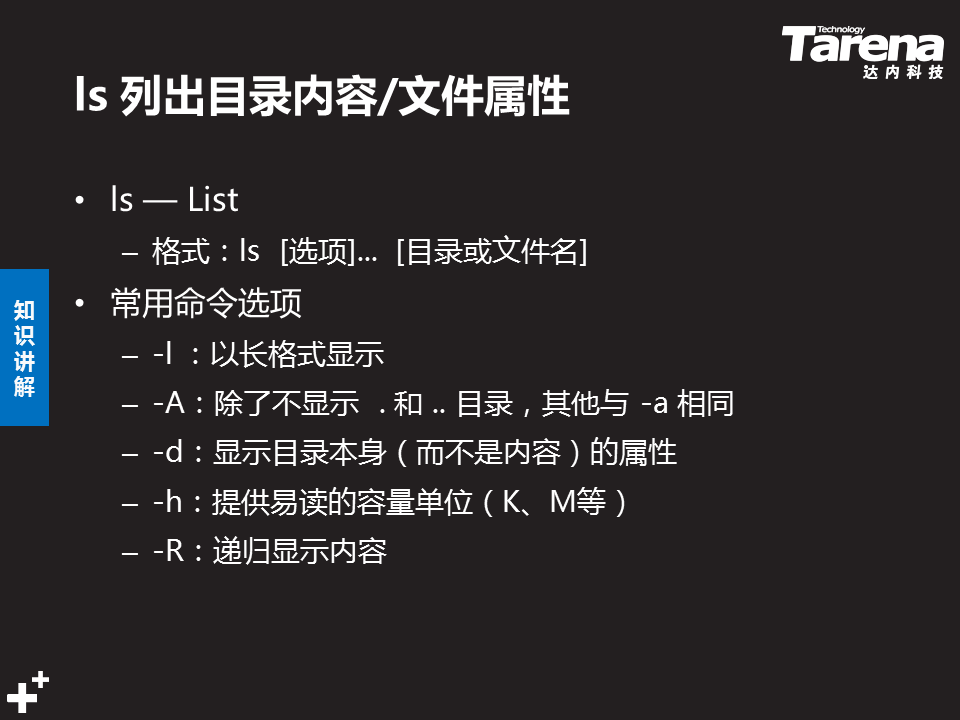 Technology
Tarena
达内科技
ls 列出目录内容/文件属性
• ls — List
– 格式：ls [选项]... [目录或文件名]
• 常用命令选项
– -l ：以长格式显示
– -A：除了不显示 . 和 .. 目录，其他与 -a 相同
– -d：显示目录本身（而不是内容）的属性
– -h：提供易读的容量单位（K、M等）
– -R：递归显示内容
知识讲解